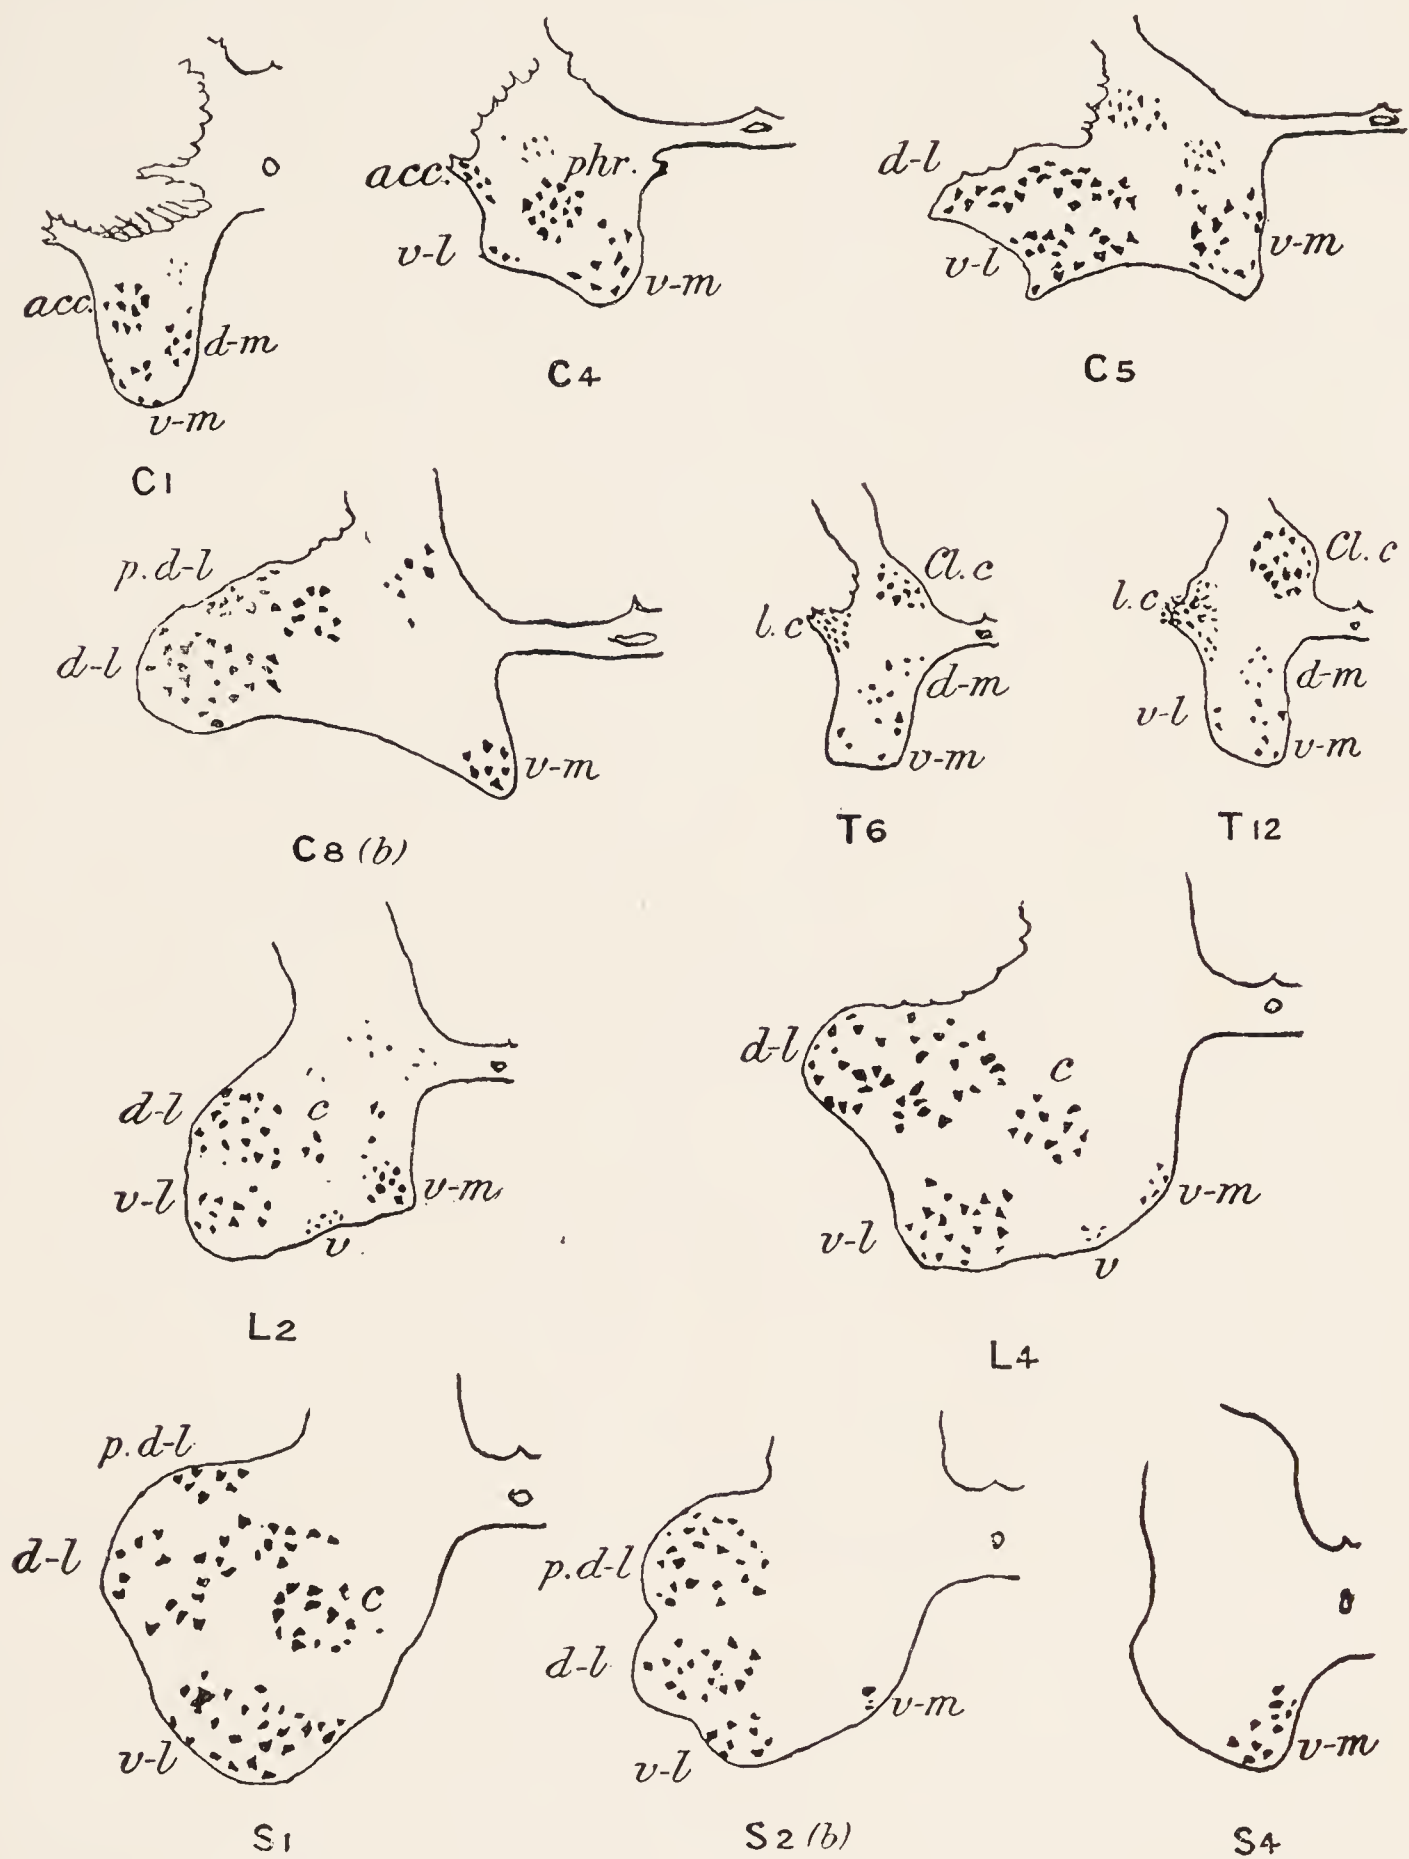 acc.
d-m
v-m
C1
acc.
phr.
v-l
v-m
C4
d-l
v-l
v-m
C5
p.d-l
d-l
v-m
C8 (b)
Cl.c
l.c
d-m
v-m
T6
Cl.c
l.c
d-m
v-l
v-m
T12
d-l
c
v-l
v-m
v
L2
d-l
c
v-m
v-l
v
L4
p.d-l
d-l
c
v-l
S1
p.d-l
d-l
v-m
v-l
S2 (b)
v-m
S4